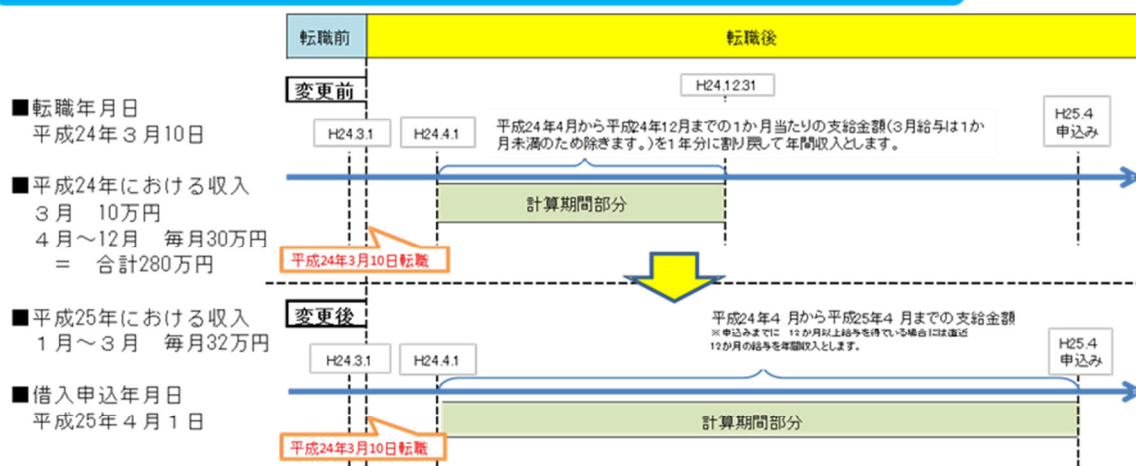 転職前
転職後
変更前
■転職年月日
平成24年3月10日
H24.3.1
H24.4.1
H24.12.31
H25.4
申込み
平成24年4月から平成24年12月までの1か月当たりの支給金額(3月給与は1か
月未満のため除きます。)を1年分に割り戻して年間収入とします。
■平成24年における収入
3月　10万円
4月～12月　毎月30万円
＝　合計280万円
計算期間部分
平成24年3月10日転職
変更後
■平成25年における収入
1月～3月　毎月32万円
平成24年4月から平成25年4月までの支給金額
※申込みまでに　12か月以上給与を得ている場合には直近
12か月の給与を年間収入とします。
H24.3.1
H24.4.1
H25.4
申込み
■借入申込年月日
平成25年4月1日
計算期間部分
平成24年3月10日転職